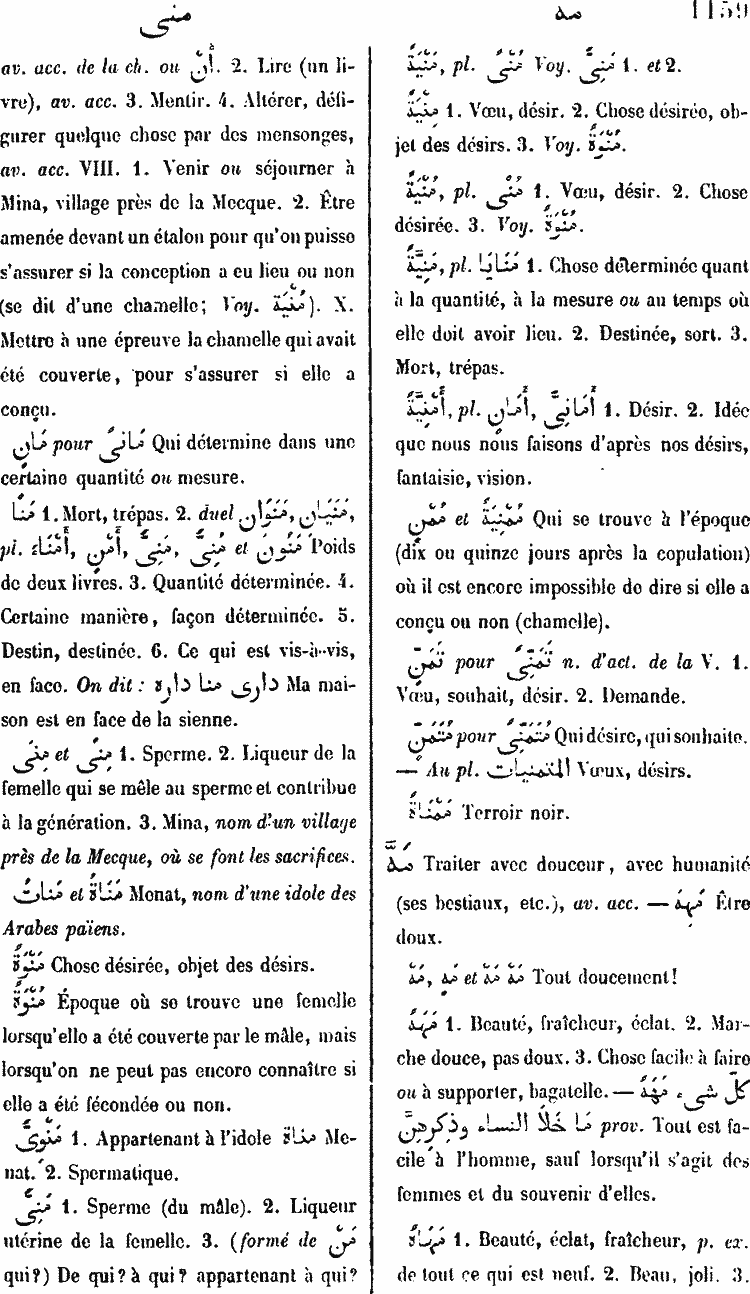 منى
مه
1159
av. acc. de la ch. ou أَنْ. 2. Lire (un li-
vre), av. acc. 3. Mentir. 4. Altérer, défi-
gurer quelque chose par des mensonges,
av. acc. VIII. 1. Venir ou séjourner à
Mina, village près de la Mecque. 2. Être
amenée devant un étalon pour qu'on puisse
s'assurer si la conception a eu lieu ou non
(se dit d'une chamelle; Voy. مُنْيَة). X.
Mettre à une épreuve la chamelle qui avait
été couverte, pour s'assurer si elle a
conçu.
مَانٍ pour مَانِىٌ Qui détermine dans une
certaine quantité ou mesure.
مَنًا 1. Mort, trépas. 2. duel مَنَوَان, مَنَيَان,
pl. أَمْنَاء, أَمْنٍ, مُنِىّ, مِنِىّ et مَنُونَ Poids
de deux livres. 3. Quantité déterminée. 4.
Certaine manière, façon déterminée. 5.
Destin, destinée. 6. Ce qui est vis-à-vis,
en face. On dit : دارى منا داره Ma mai-
son est en face de la sienne.
مِنًى et مَنًى 1. Sperme. 2. Liqueur de la
femelle qui se mêle au sperme et contribue
à la génération. 3. Mina, nom d'un village
près de la Mecque, où se font les sacrifices.
مَنَاةُ et مَنَاتُ Monat, nom d'une idole des
Arabes païens.
مَنْوَةٌ Chose désirée, objet des désirs.
مُنْوَةٌ Époque où se trouve une femelle
lorsqu'elle a été couverte par le mâle, mais
lorsqu'on ne peut pas encore connaître si
elle a été fécondée ou non.
مَنَوِىٌّ 1. Appartenant à l'idole مناة Me-
nat. 2. Spermatique.
مَنِىٌّ 1. Sperme (du mâle). 2. Liqueur
utérine de la femelle. 3. (formé de مَنْ
qui?) De qui? à qui? appartenant à qui?
مَنْيَةٌ, pl. مُنْىٌ Voy. مَنِىٌّ 1. et 2.
مِنْيَةٌ 1. Vœu, désir. 2. Chose désirée, ob-
jet des désirs. 3. Voy. مُنْوَةٌ.
مُنْيَةٌ, pl. مُنًى 1. Vœu, désir. 2. Chose
désirée. 3. Voy. مُنْوَةٌ.
مَنِيَّةٌ, pl. مَنَايَا 1. Chose déterminée quant
à la quantité, à la mesure ou au temps où
elle doit avoir lieu. 2. Destinée, sort. 3.
Mort, trépas.
أُمْنِيَّةٌ, pl. أَمَانٍ, أَمَانِىُّ 1. Désir. 2. Idée
que nous nous faisons d'après nos désirs,
fantaisie, vision.
مُمْنٍ et مُمْنِيَةٌ Qui se trouve à l'époque
(dix ou quinze jours après la copulation)
où il est encore impossible de dire si elle a
conçu ou non (chamelle).
تَمَنٍّ pour تَمَنِّىٌ n. d'act. de la V. 1.
Vœu, souhait, désir. 2. Demande.
مُتَمَنٍّ pour مُتَمَنِّىٌ Qui désire, qui souhaite.
— Au pl. المتمنيات Vœux, désirs.
مَمْنَاةٌ Terroir noir.
مَهَّ Traiter avec douceur, avec humanité
(ses bestiaux, etc.), av. acc. — مَهِهَ Être
doux.
مَهْ, مَهٍ et مَهْ مَهْ Tout doucement!
مَهَهٌ 1. Beauté, fraîcheur, éclat. 2. Mar-
che douce, pas doux. 3. Chose facile à faire
ou à supporter, bagatelle. — كلّ شىء مَهَهٌ
مَا خَلَا النساء وذكرهنَّ prov. Tout est fa-
cile à l'homme, sauf lorsqu'il s'agit des
femmes et du souvenir d'elles.
مَهَاةٌ 1. Beauté, éclat, fraîcheur, p. ex.
de tout ce qui est neuf. 2. Beau, joli. 3.